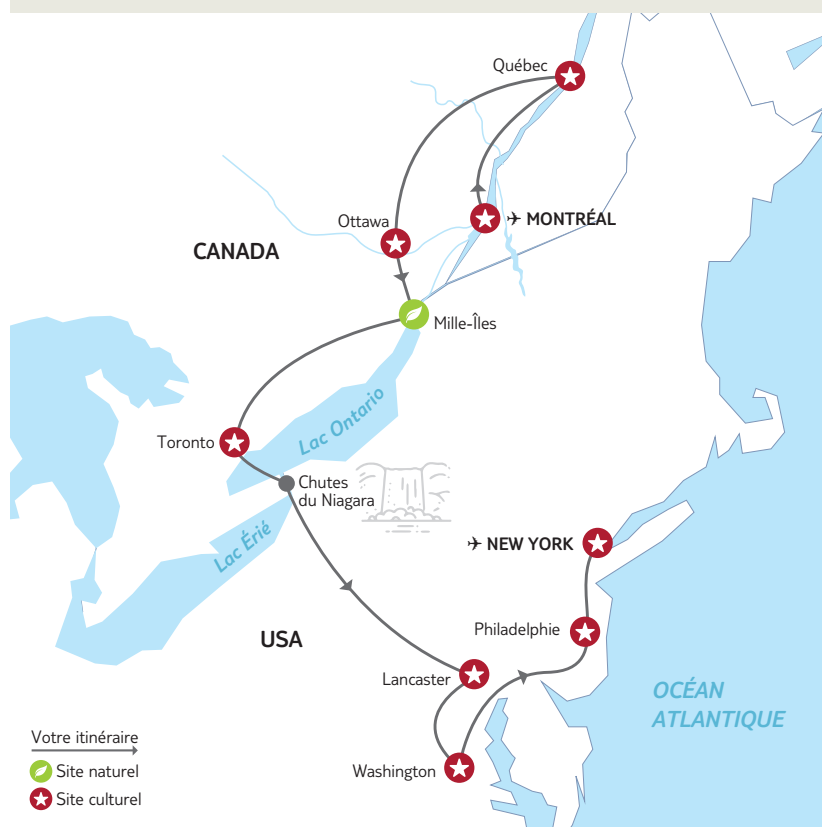 Québec
✈ MONTRÉAL
Ottawa
CANADA
Mille-Îles
Lac Ontario
Toronto
Chutes
du Niagara
Lac Érié
✈ NEW YORK
Philadelphie
USA
Lancaster
OCÉAN
ATLANTIQUE
Washington
Votre itinéraire
Site naturel
Site culturel